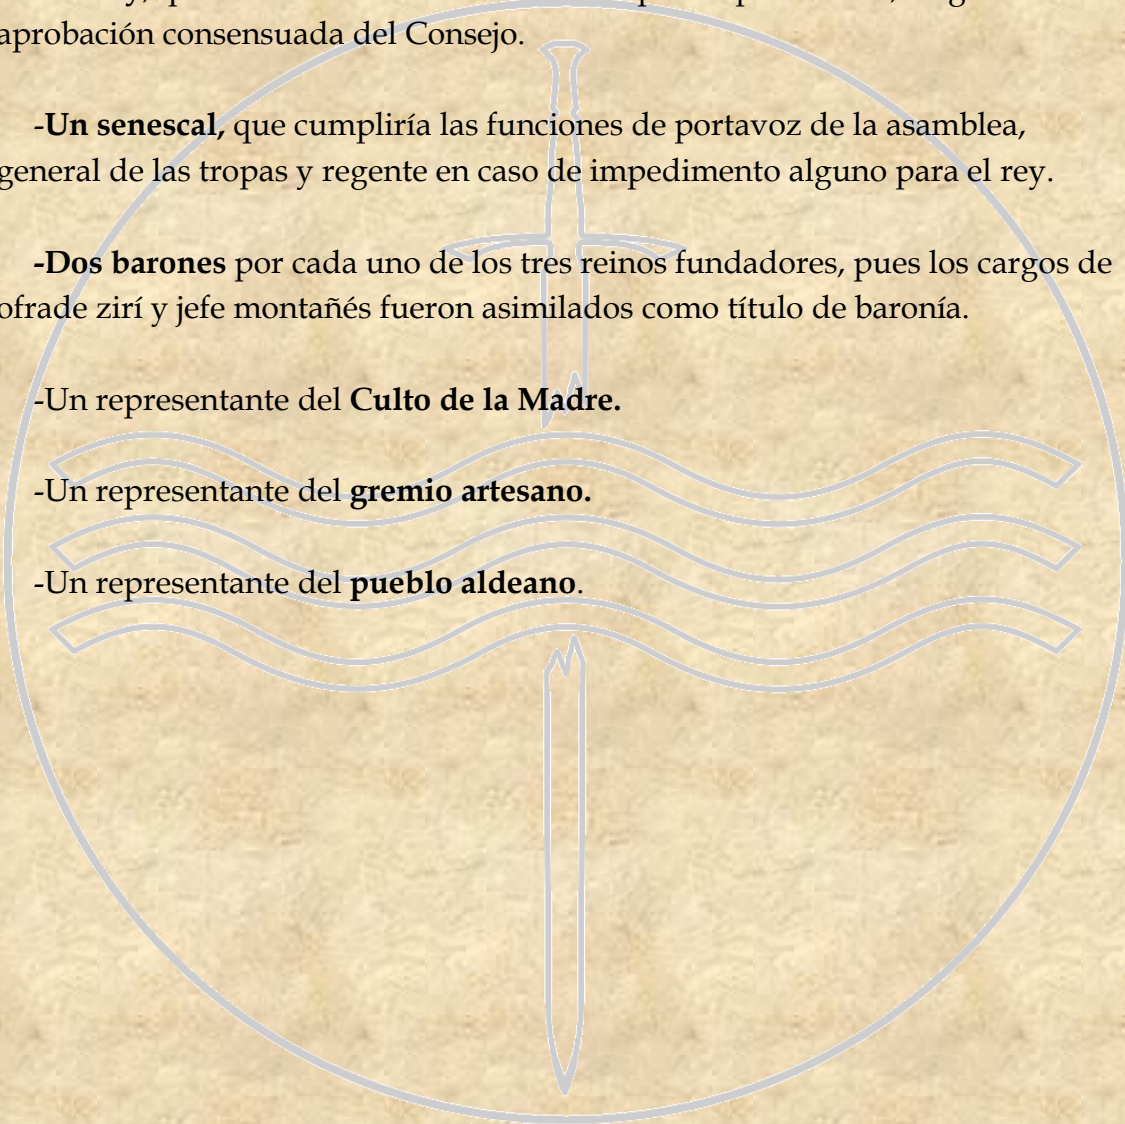 aprobación consensuada del Consejo.
-Un senescal, que cumpliría las funciones de portavoz de la asamblea,
general de las tropas y regente en caso de impedimento alguno para el rey.
-Dos barones por cada uno de los tres reinos fundadores, pues los cargos de
ofrade zirí y jefe montañés fueron asimilados como título de baronía.
-Un representante del Culto de la Madre.
-Un representante del gremio artesano.
-Un representante del pueblo aldeano.